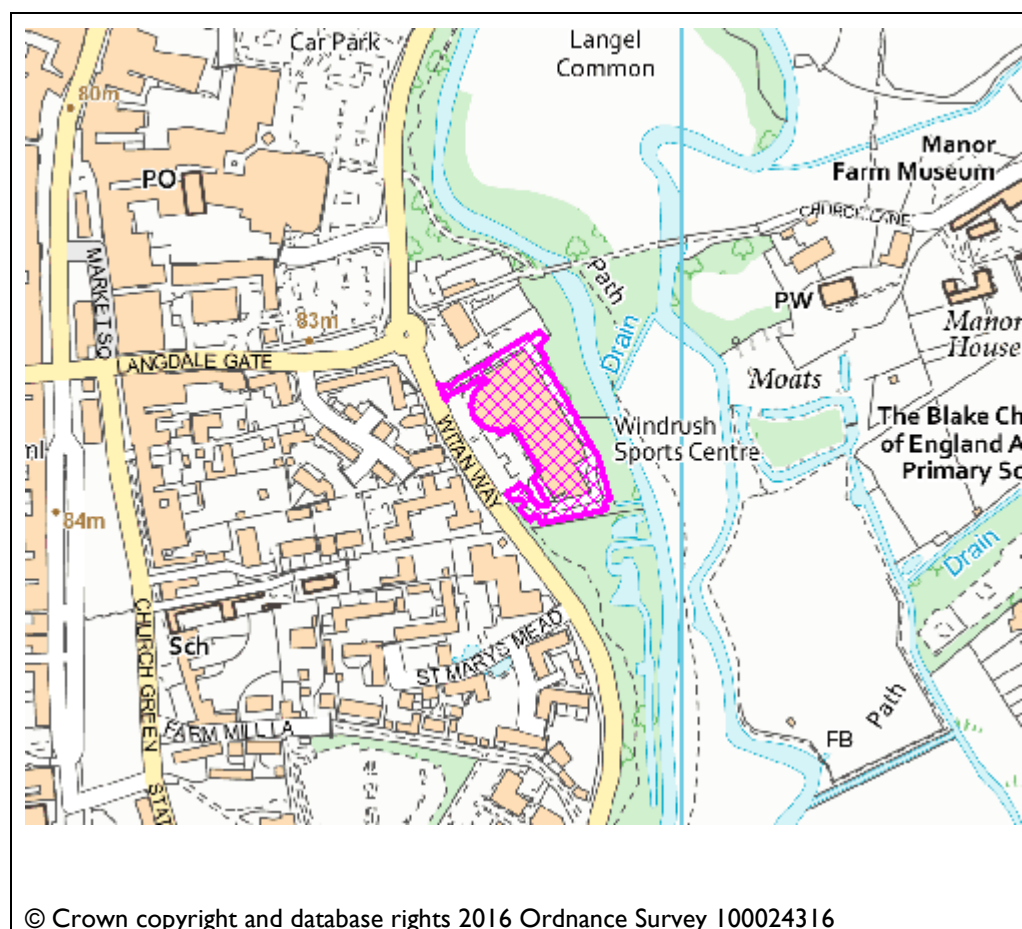 Car Park
Langel
Common
80m
PO
Manor
Farm Museum
CHURCH LANE
MARKET SQ
Path
PW
83m
Drain
Manor
House
LANGDALE GATE
Moats
WITAN WAY
Windrush
Sports Centre
The Blake Ch
of England A
Primary Sc
84m
Drain
CHURCH GREEN
Sch
ST MARYS MEAD
FARM MILL LA
Path
FB
STAT
© Crown copyright and database rights 2016 Ordnance Survey 100024316